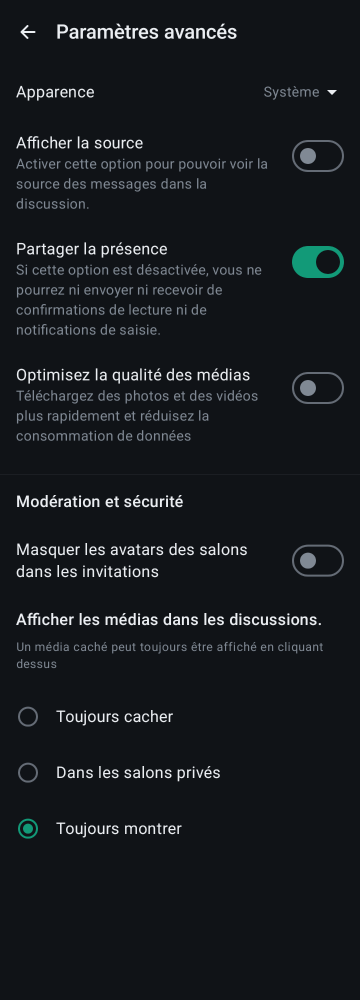 Paramètres avancés
Apparence
Système
Afficher la source
Activer cette option pour pouvoir voir la
source des messages dans la
discussion.
Partager la présence
Si cette option est désactivée, vous ne
pourrez ni envoyer ni recevoir de
confirmations de lecture ni de
notifications de saisie.
Optimisez la qualité des médias
Téléchargez des photos et des vidéos
plus rapidement et réduisez la
consommation de données
Modération et sécurité
Masquer les avatars des salons
dans les invitations
Afficher les médias dans les discussions.
Un média caché peut toujours être affiché en cliquant
dessus
Toujours cacher
Dans les salons privés
Toujours montrer